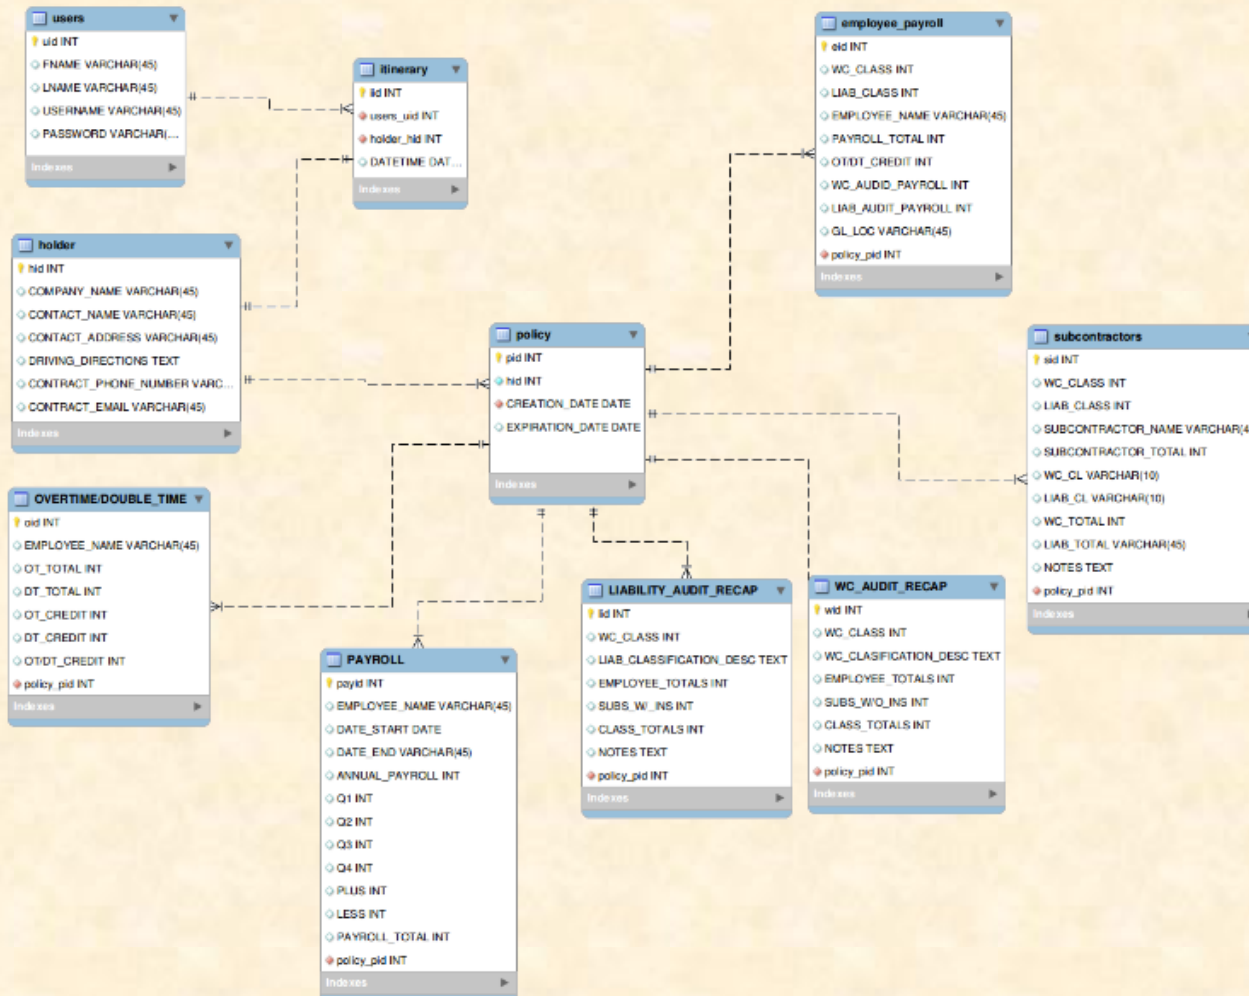 users
uid INT
FNAME VARCHAR(45)
LNAME VARCHAR(45)
USERNAME VARCHAR(45)
PASSWORD VARCHAR(...
Indexes
itinerary
iid INT
users_uid INT
holder_hid INT
DATETIME DAT...
Indexes
holder
hid INT
COMPANY_NAME VARCHAR(45)
CONTACT_NAME VARCHAR(45)
CONTACT_ADDRESS VARCHAR(45)
DRIVING_DIRECTIONS TEXT
CONTRACT_PHONE_NUMBER VARC...
CONTRACT_EMAIL VARCHAR(45)
Indexes
policy
pid INT
hid INT
CREATION_DATE DATE
EXPIRATION_DATE DATE
Indexes
employee_payroll
eid INT
WC_CLASS INT
LIAB_CLASS INT
EMPLOYEE_NAME VARCHAR(45)
PAYROLL_TOTAL INT
OT/DT_CREDIT INT
WC_AUDID_PAYROLL INT
LIAB_AUDIT_PAYROLL INT
GL_LOC VARCHAR(45)
policy_pid INT
Indexes
subcontractors
sid INT
WC_CLASS INT
LIAB_CLASS INT
SUBCONTRACTOR_NAME VARCHAR(4
SUBCONTRACTOR_TOTAL INT
WC_CL VARCHAR(10)
LIAB_CL VARCHAR(10)
WC_TOTAL INT
LIAB_TOTAL VARCHAR(45)
NOTES TEXT
policy_pid INT
Indexes
OVERTIME/DOUBLE_TIME
oid INT
EMPLOYEE_NAME VARCHAR(45)
OT_TOTAL INT
DT_TOTAL INT
OT_CREDIT INT
DT_CREDIT INT
OT/DT_CREDIT INT
policy_pid INT
Indexes
PAYROLL
payid INT
EMPLOYEE_NAME VARCHAR(45)
DATE_START DATE
DATE_END VARCHAR(45)
ANNUAL_PAYROLL INT
Q1 INT
Q2 INT
Q3 INT
Q4 INT
PLUS INT
LESS INT
PAYROLL_TOTAL INT
policy_pid INT
Indexes
LIABILITY_AUDIT_RECAP
lid INT
WC_CLASS INT
LIAB_CLASSIFICATION_DESC TEXT
EMPLOYEE_TOTALS INT
SUBS_W/_INS INT
CLASS_TOTALS INT
NOTES TEXT
policy_pid INT
Indexes
WC_AUDIT_RECAP
wid INT
WC_CLASS INT
WC_CLASIFICATION_DESC TEXT
EMPLOYEE_TOTALS INT
SUBS_W/O_INS INT
CLASS_TOTALS INT
NOTES TEXT
policy_pid INT
Indexes